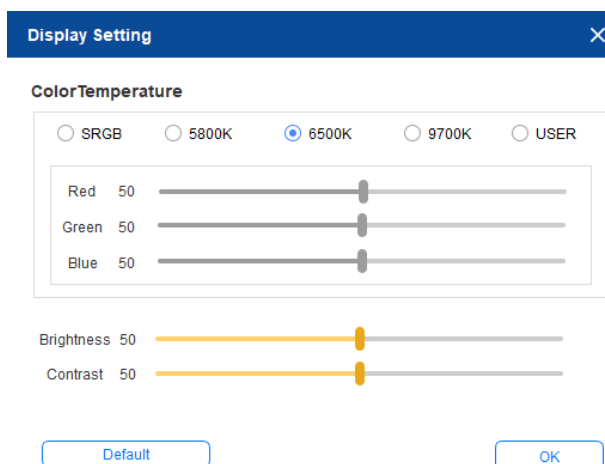 Display Setting
ColorTemperature
SRGB 5800K 6500K 9700K USER
Red 50
Green 50
Blue 50
Brightness 50
Contrast 50
Default OK